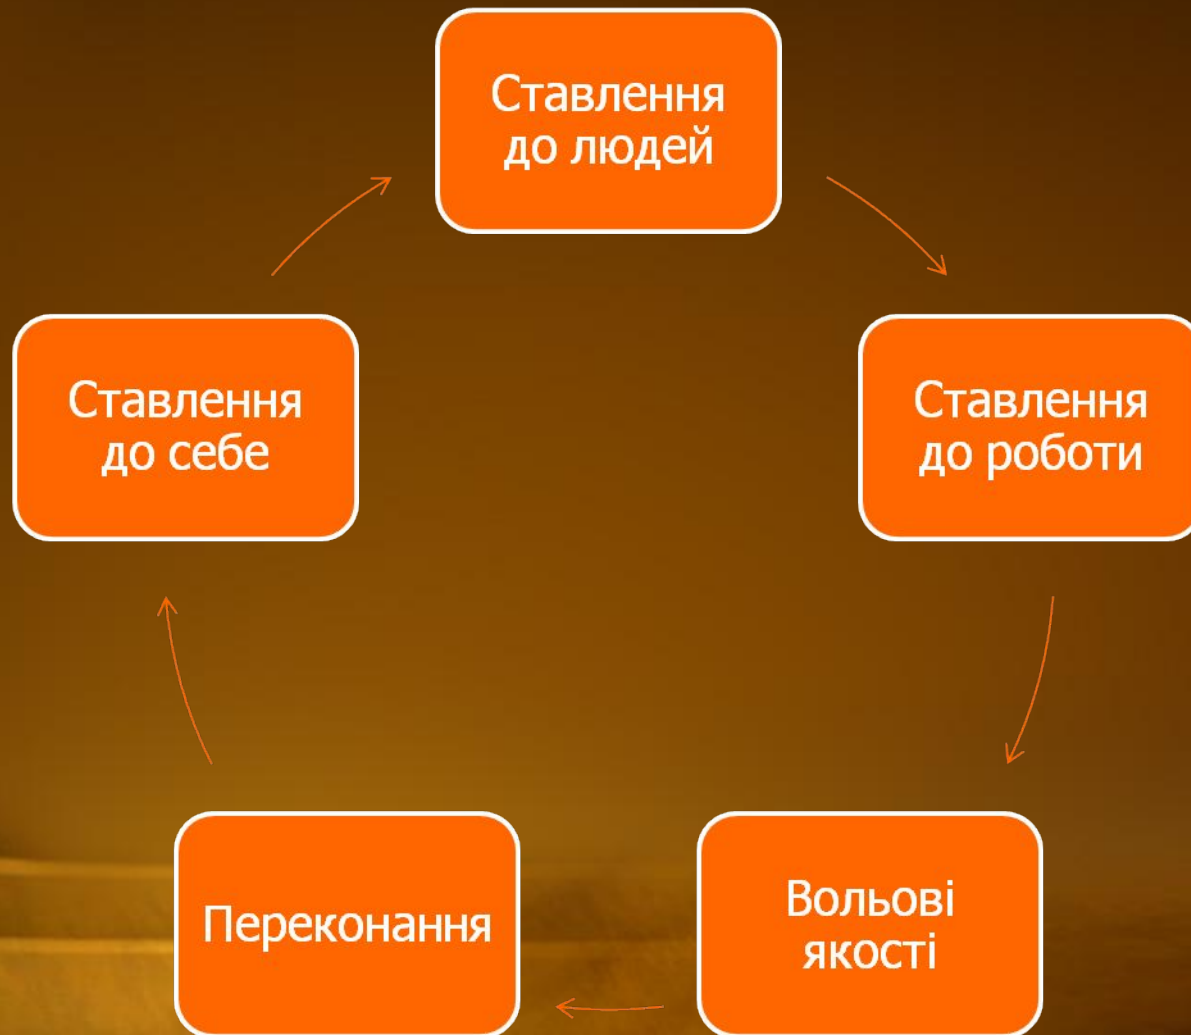 Ставлення
до людей
Ставлення
до роботи
Вольові
якості
Переконання
Ставлення
до себе